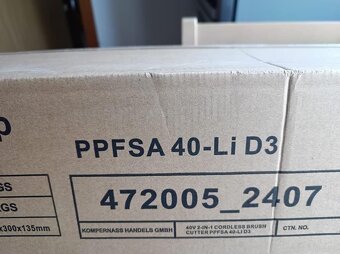 p
PPFSA 40-Li D3
GS
472005_2407
KGS
x300x135mm
KOMPERNASS HANDELS GMBH
40V 2-IN-1 CORDLESS BRUSH
CUTTER PPFSA 40-LI D3
CTN. NO.